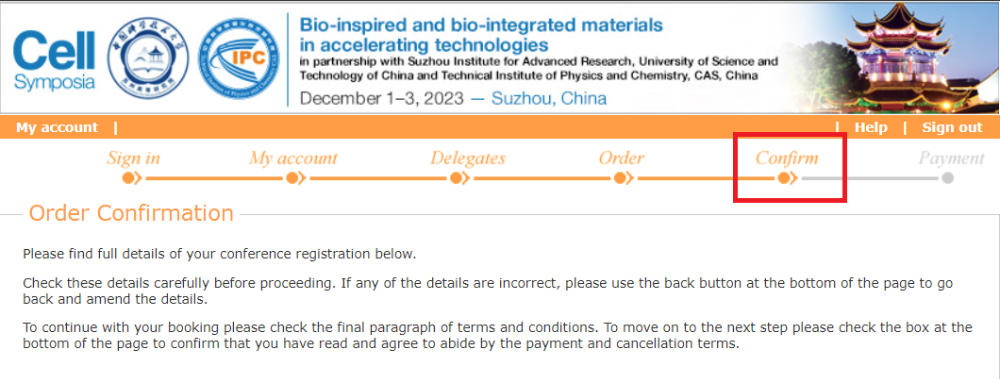 Cell
Symposia
IPC
Bio-inspired and bio-integrated materials
in accelerating technologies
in partnership with Suzhou Institute for Advanced Research, University of Science and
Technology of China and Technical Institute of Physics and Chemistry, CAS, China
December 1–3, 2023 — Suzhou, China
My account | | Help | Sign out
Sign in My account Delegates Order Confirm Payment
Order Confirmation
Please find full details of your conference registration below.
Check these details carefully before proceeding. If any of the details are incorrect, please use the back button at the bottom of the page to go
back and amend the details.
To continue with your booking please check the final paragraph of terms and conditions. To move on to the next step please check the box at the
bottom of the page to confirm that you have read and agree to abide by the payment and cancellation terms.